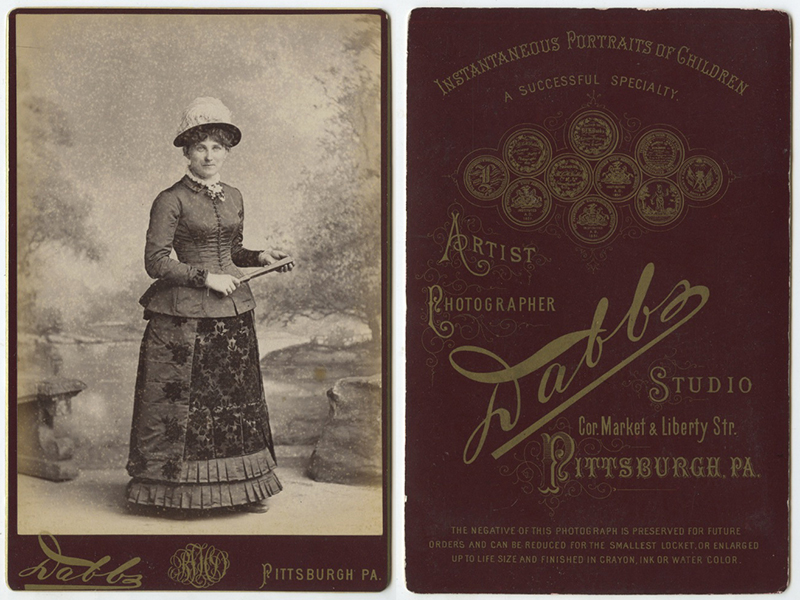 Dabbs
PITTSBURGH PA.
INSTANTANEOUS PORTRAITS OF CHILDREN
A SUCCESSFUL SPECIALTY.
ARTIST
PHOTOGRAPHER
Dabbs
STUDIO
Cor. Market & Liberty Str.
PITTSBURGH, PA.
THE NEGATIVE OF THIS PHOTOGRAPH IS PRESERVED FOR FUTURE
ORDERS AND CAN BE REDUCED FOR THE SMALLEST LOCKET, OR ENLARGED
UP TO LIFE SIZE AND FINISHED IN CRAYON, INK OR WATER COLOR.